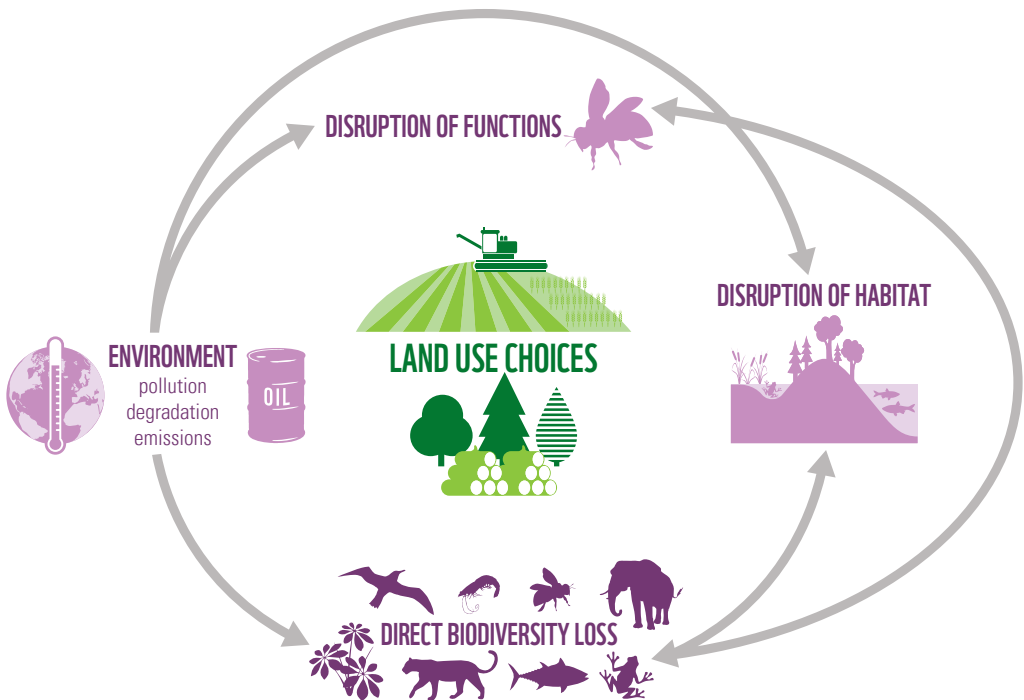 DISRUPTION OF FUNCTIONS
DISRUPTION OF HABITAT
ENVIRONMENT
pollution
degradation
emissions
OIL
LAND USE CHOICES
DIRECT BIODIVERSITY LOSS